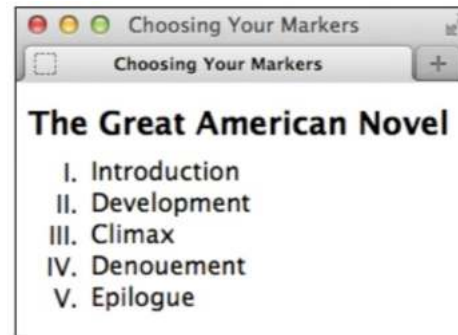 Choosing Your Markers
Choosing Your Markers
The Great American Novel
I. Introduction
II. Development
III. Climax
IV. Denouement
V. Epilogue